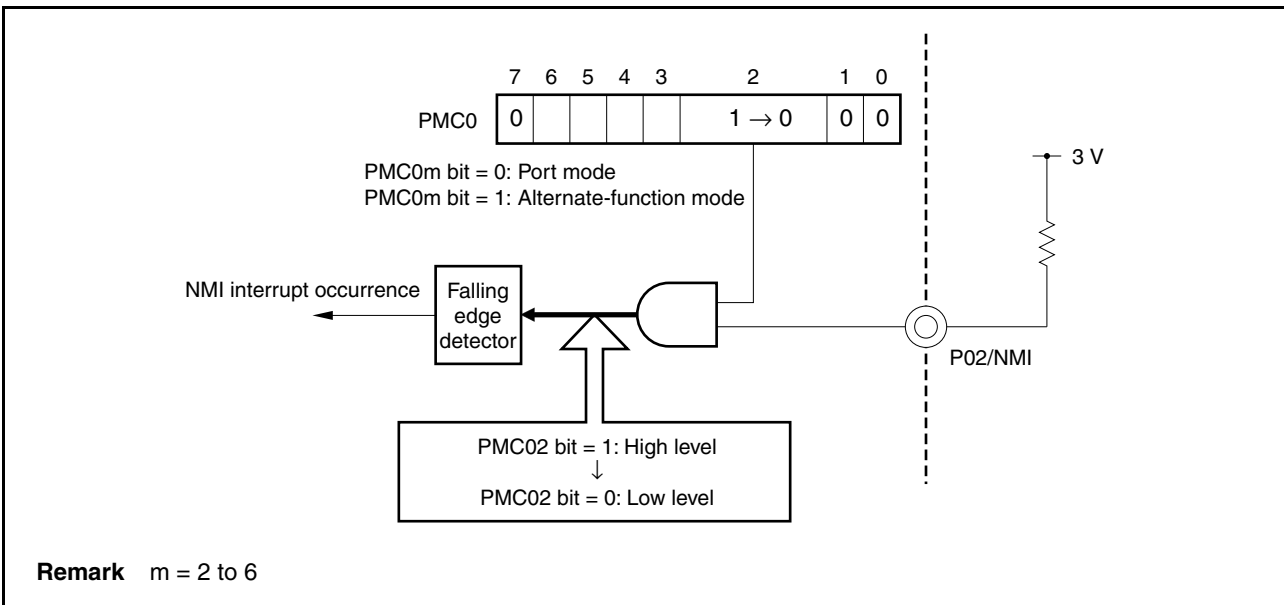 7 6 5 4 3 2 1 0
PMC0 0 1 → 0 0 0
3 V
PMC0m bit = 0: Port mode
PMC0m bit = 1: Alternate-function mode
NMI interrupt occurrence
Falling
edge
detector
P02/NMI
PMC02 bit = 1: High level
↓
PMC02 bit = 0: Low level
Remark m = 2 to 6